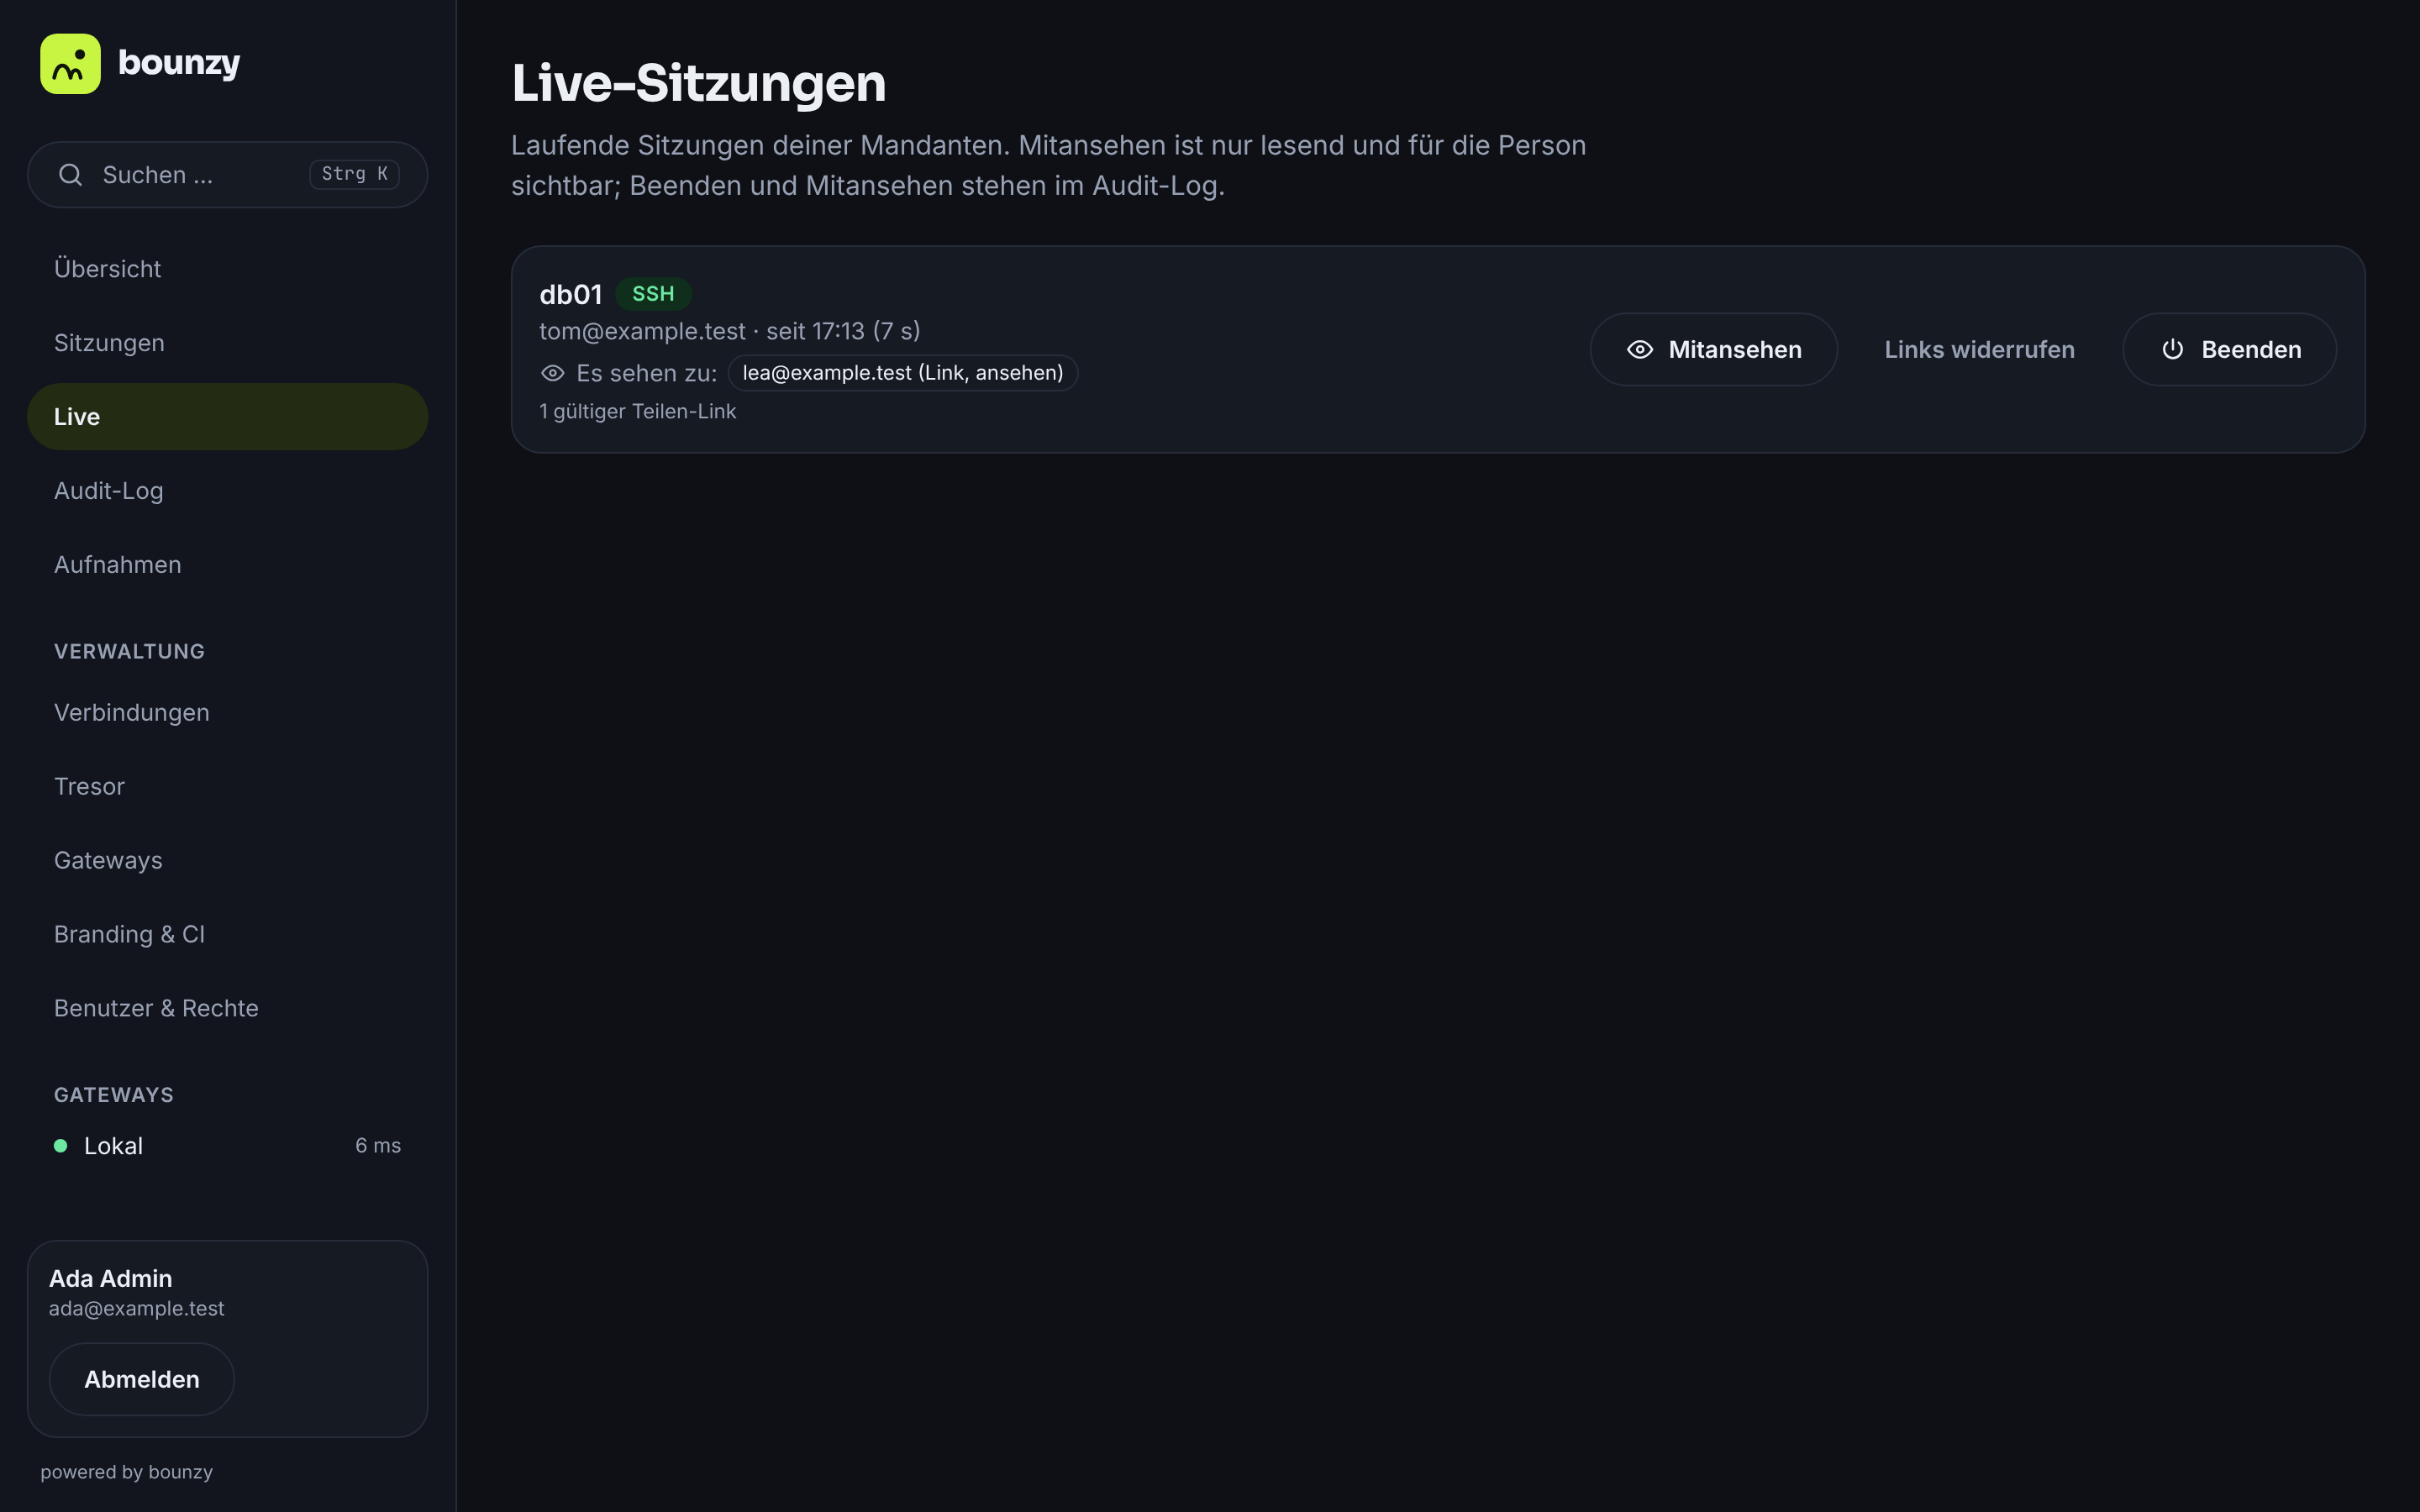 bounzy
Suchen ...
Strg K
Übersicht
Sitzungen
Live
Audit-Log
Aufnahmen
VERWALTUNG
Verbindungen
Tresor
Gateways
Branding & CI
Benutzer & Rechte
GATEWAYS
Lokal
6 ms
Ada Admin
ada@example.test
Abmelden
powered by bounzy
Live-Sitzungen
Laufende Sitzungen deiner Mandanten. Mitansehen ist nur lesend und für die Person
sichtbar; Beenden und Mitansehen stehen im Audit-Log.
db01 SSH
tom@example.test · seit 17:13 (7 s)
Es sehen zu: lea@example.test (Link, ansehen)
1 gültiger Teilen-Link
Mitansehen
Links widerrufen
Beenden